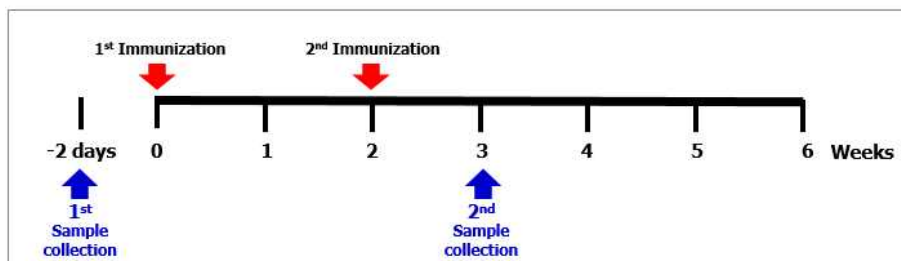 1st Immunization 2nd Immunization
-2 days 0 1 2 3 4 5 6 Weeks
1st 2nd
Sample Sample
collection collection